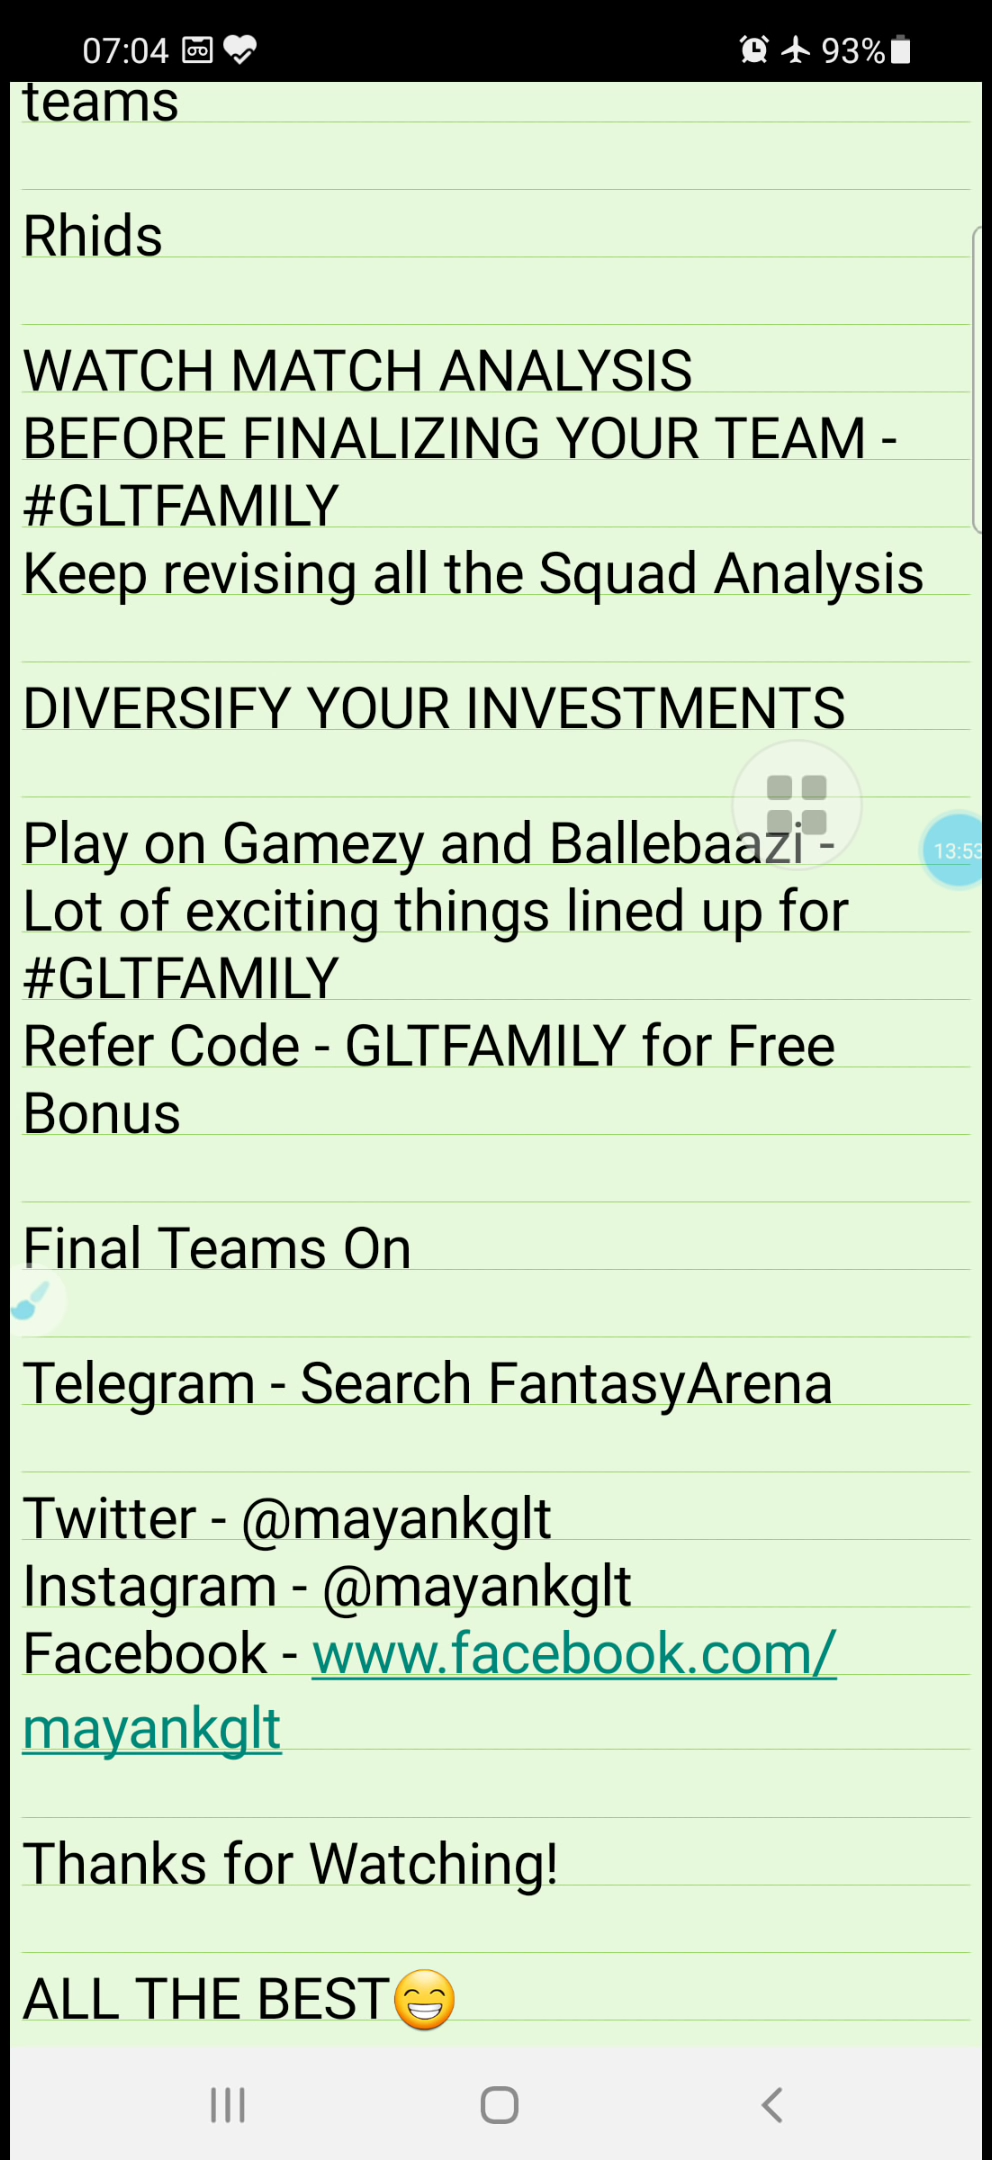 07:04 93%
teams
Rhids
WATCH MATCH ANALYSIS
BEFORE FINALIZING YOUR TEAM -
#GLTFAMILY
Keep revising all the Squad Analysis
DIVERSIFY YOUR INVESTMENTS
Play on Gamezy and Ballebaazi -
13:53
Lot of exciting things lined up for
#GLTFAMILY
Refer Code - GLTFAMILY for Free
Bonus
Final Teams On
Telegram - Search FantasyArena
Twitter - @mayankglt
Instagram - @mayankglt
Facebook - www.facebook.com/
mayankglt
Thanks for Watching!
ALL THE BEST😁